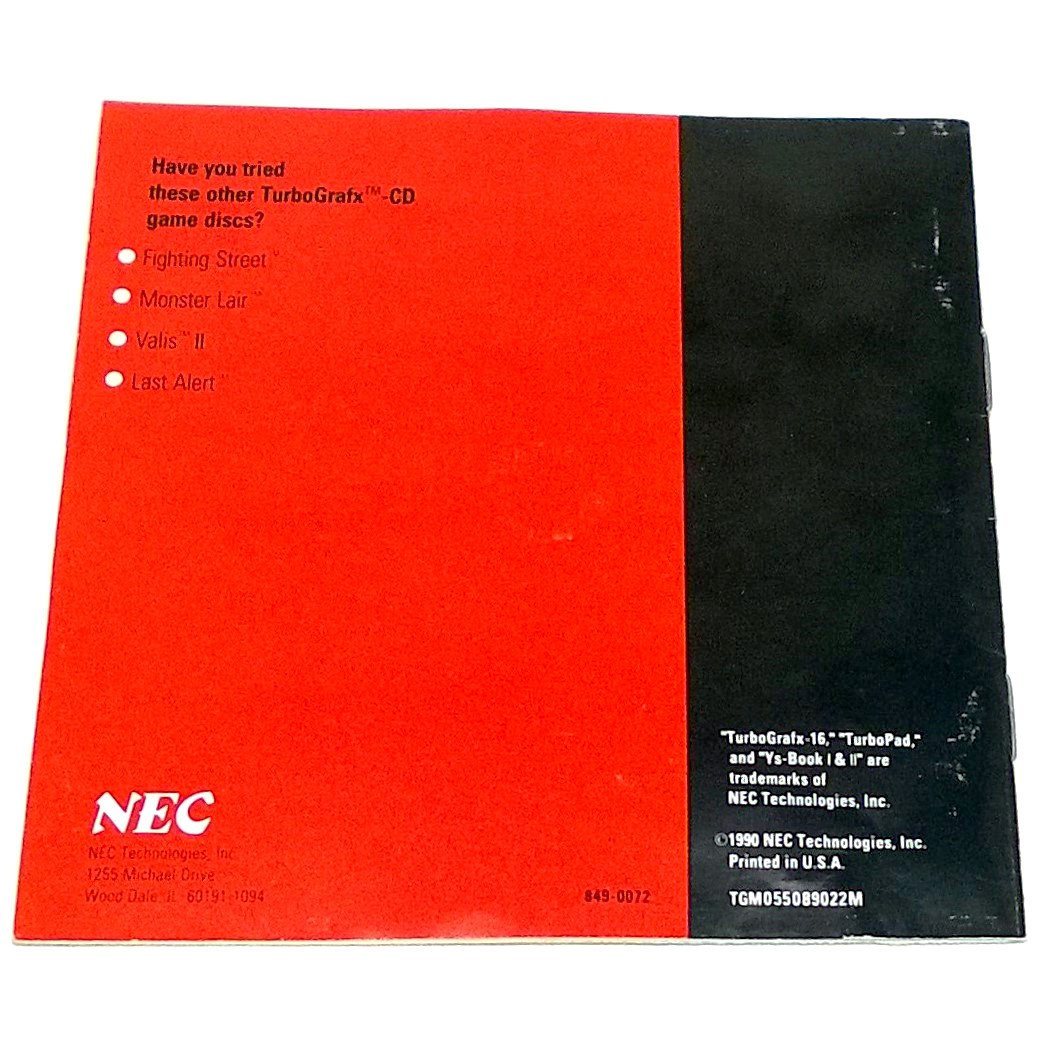 Have you tried
these other TurboGrafx™-CD
game discs?
Fighting Street™
Monster Lair™
Valis™ II
Last Alert™
NEC
NEC Technologies, Inc.
1255 Michael Drive
Wood Dale IL 60191-1094
849-0072
"TurboGrafx-16," "TurboPad,"
and "Ys-Book I & II" are
trademarks of
NEC Technologies, Inc.
©1990 NEC Technologies, Inc.
Printed in U.S.A.
TGM055089022M